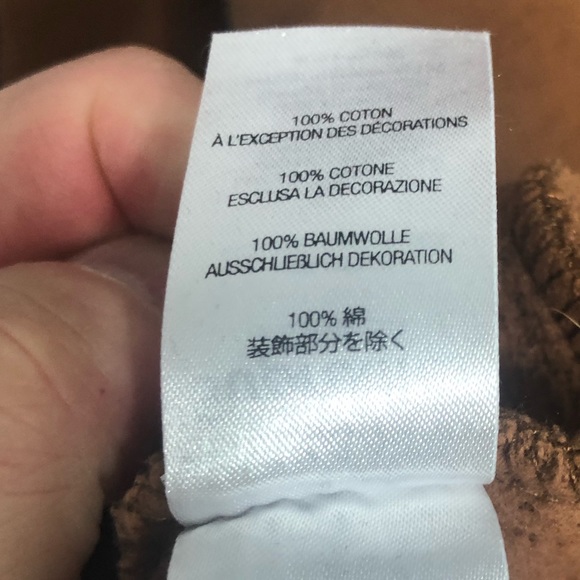 100% COTON
À L'EXCEPTION DES DÉCORATIONS
100% COTONE
ESCLUSA LA DECORAZIONE
100% BAUMWOLLE
AUSSCHLIEßLICH DEKORATION
100% 綿
装飾部分を除く